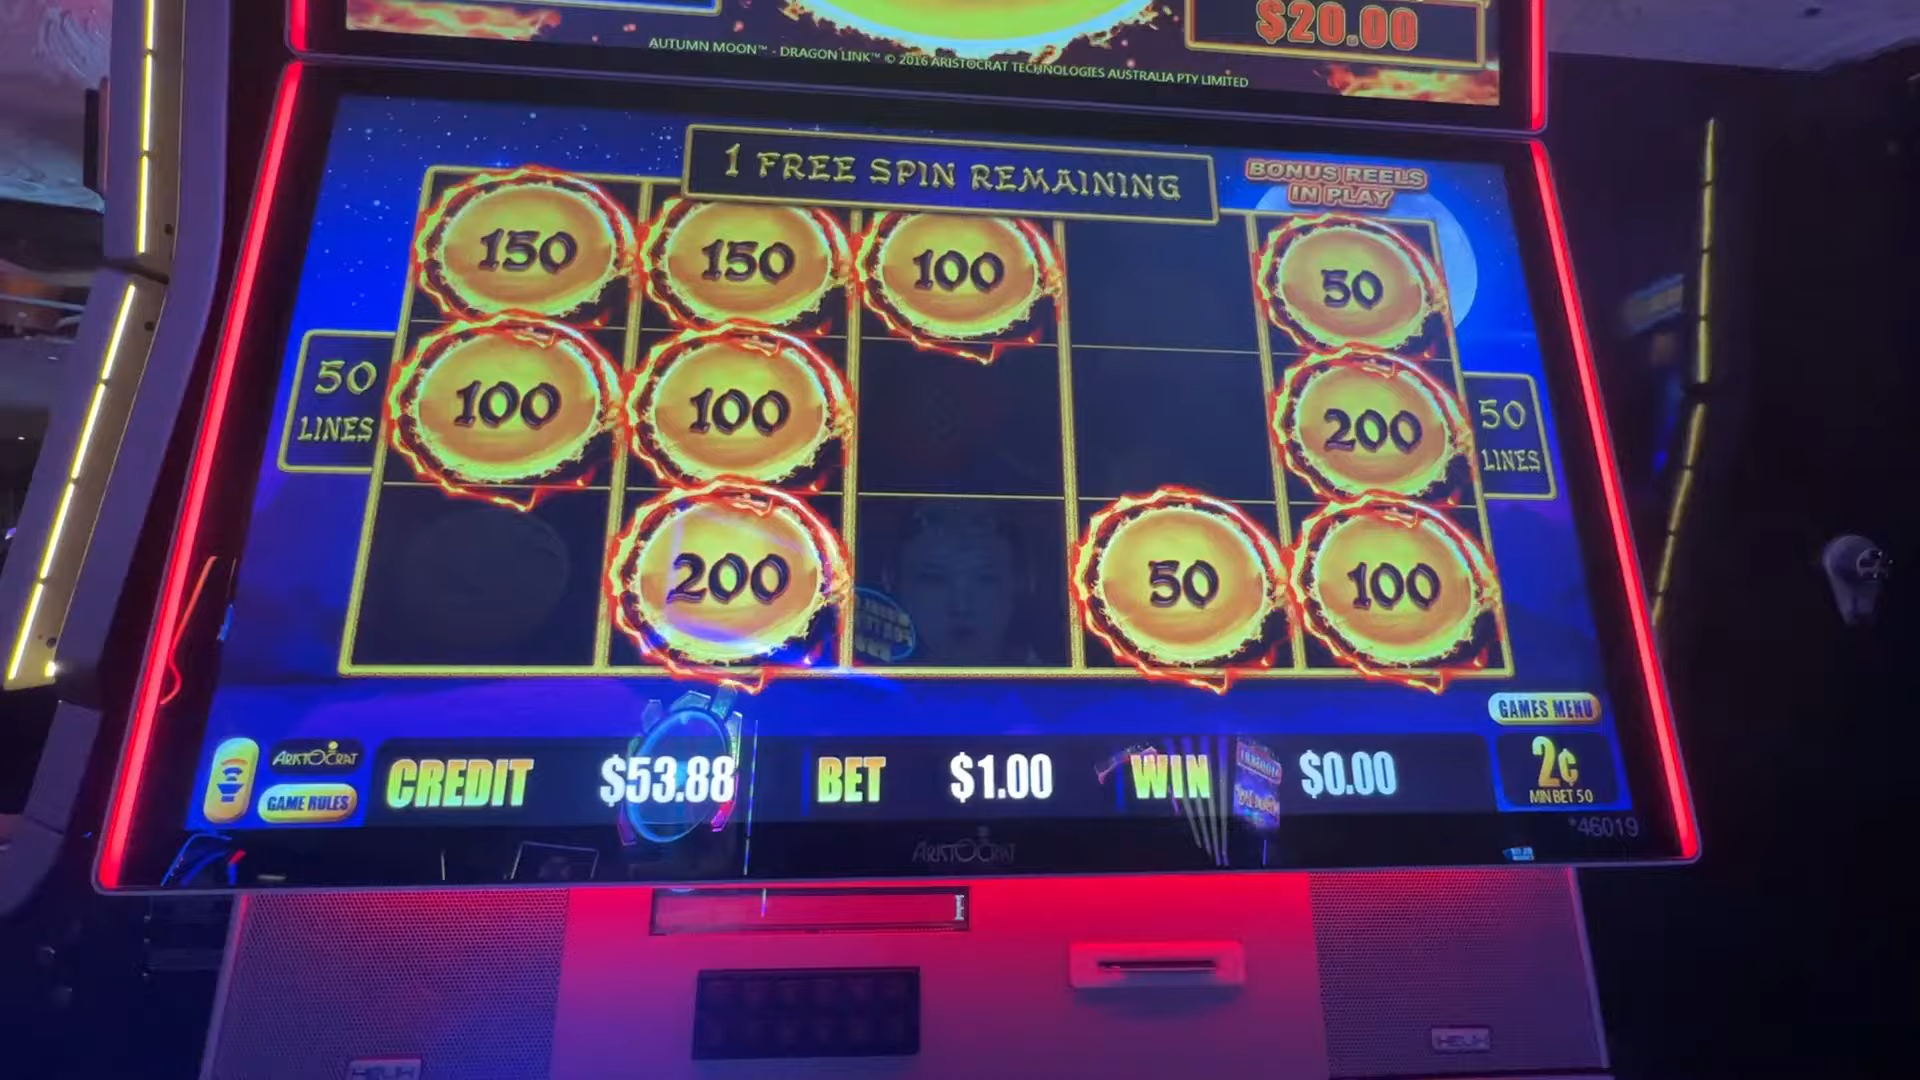 $20.00
AUTUMN MOON™ - DRAGON LINK™ © 2016 ARISTOCRAT TECHNOLOGIES AUSTRALIA PTY LIMITED
1 FREE SPIN REMAINING
BONUS REELS
IN PLAY
150 150 100 50
50
LINES
100 100 200
50
LINES
200 50 100
GAMES MENU
ARISTOCRAT
GAME RULES
CREDIT $53.88 BET $1.00 WIN $0.00
2¢
MIN BET 50
*46019
ARISTOCRAT
HELIX
HELIX